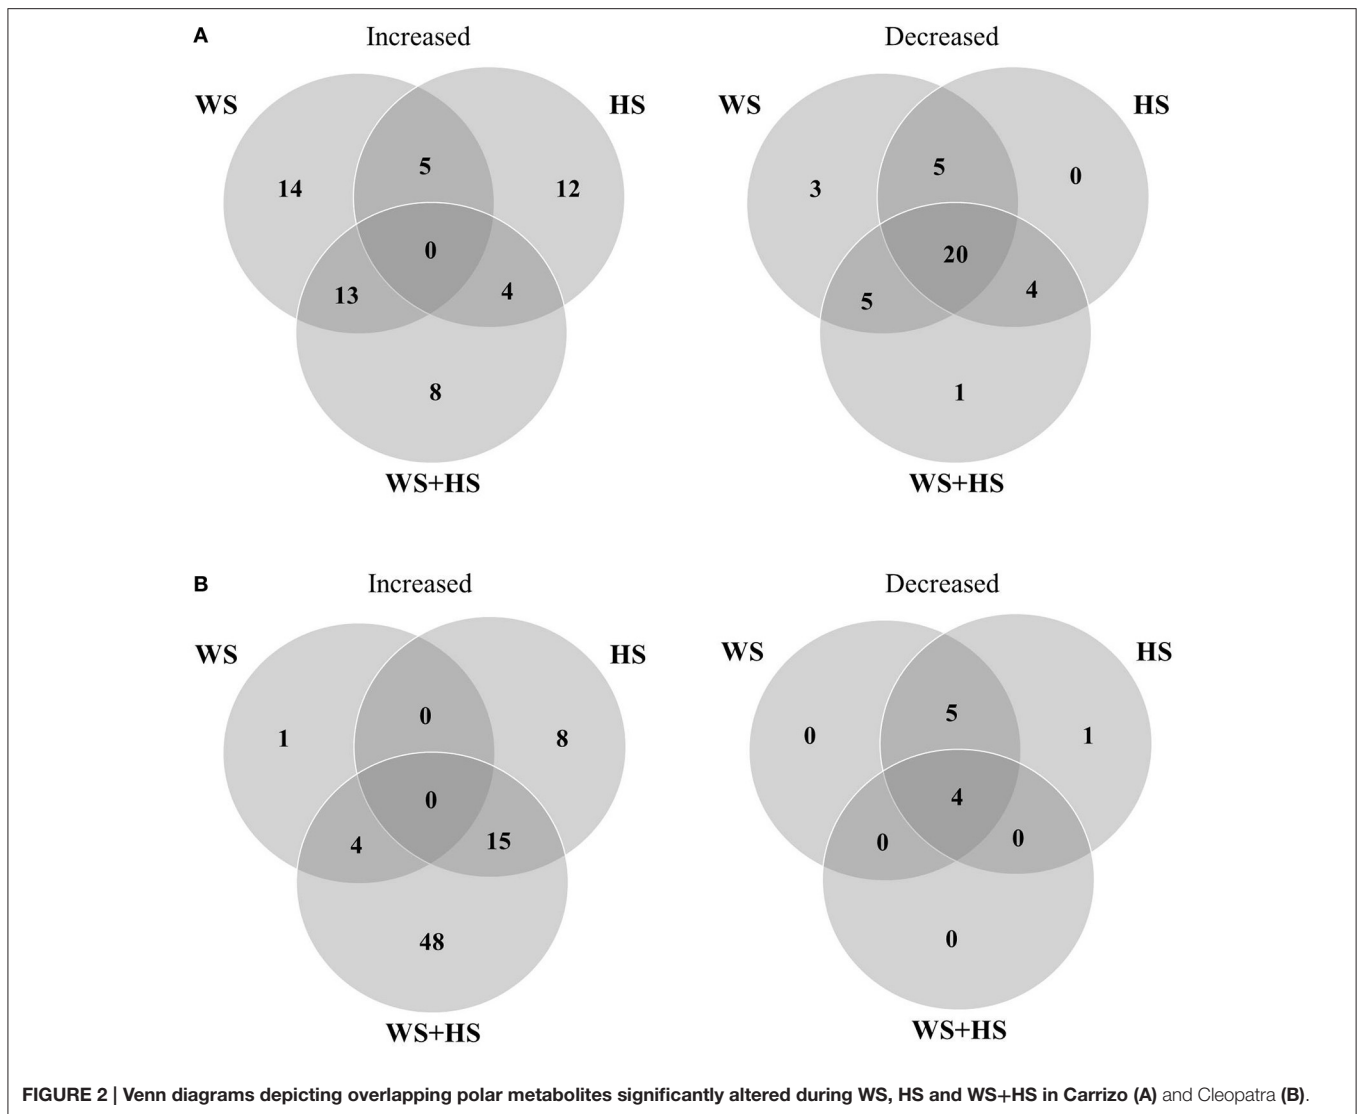 A
Increased
Decreased
WS
HS
WS
HS
5
5
14
12
3
0
0
20
13
4
5
4
8
1
WS+HS
WS+HS
B
Increased
Decreased
WS
HS
WS
HS
0
5
1
8
0
1
0
4
4
15
0
0
48
0
WS+HS
WS+HS
FIGURE 2 | Venn diagrams depicting overlapping polar metabolites significantly altered during WS, HS and WS+HS in Carrizo (A) and Cleopatra (B).